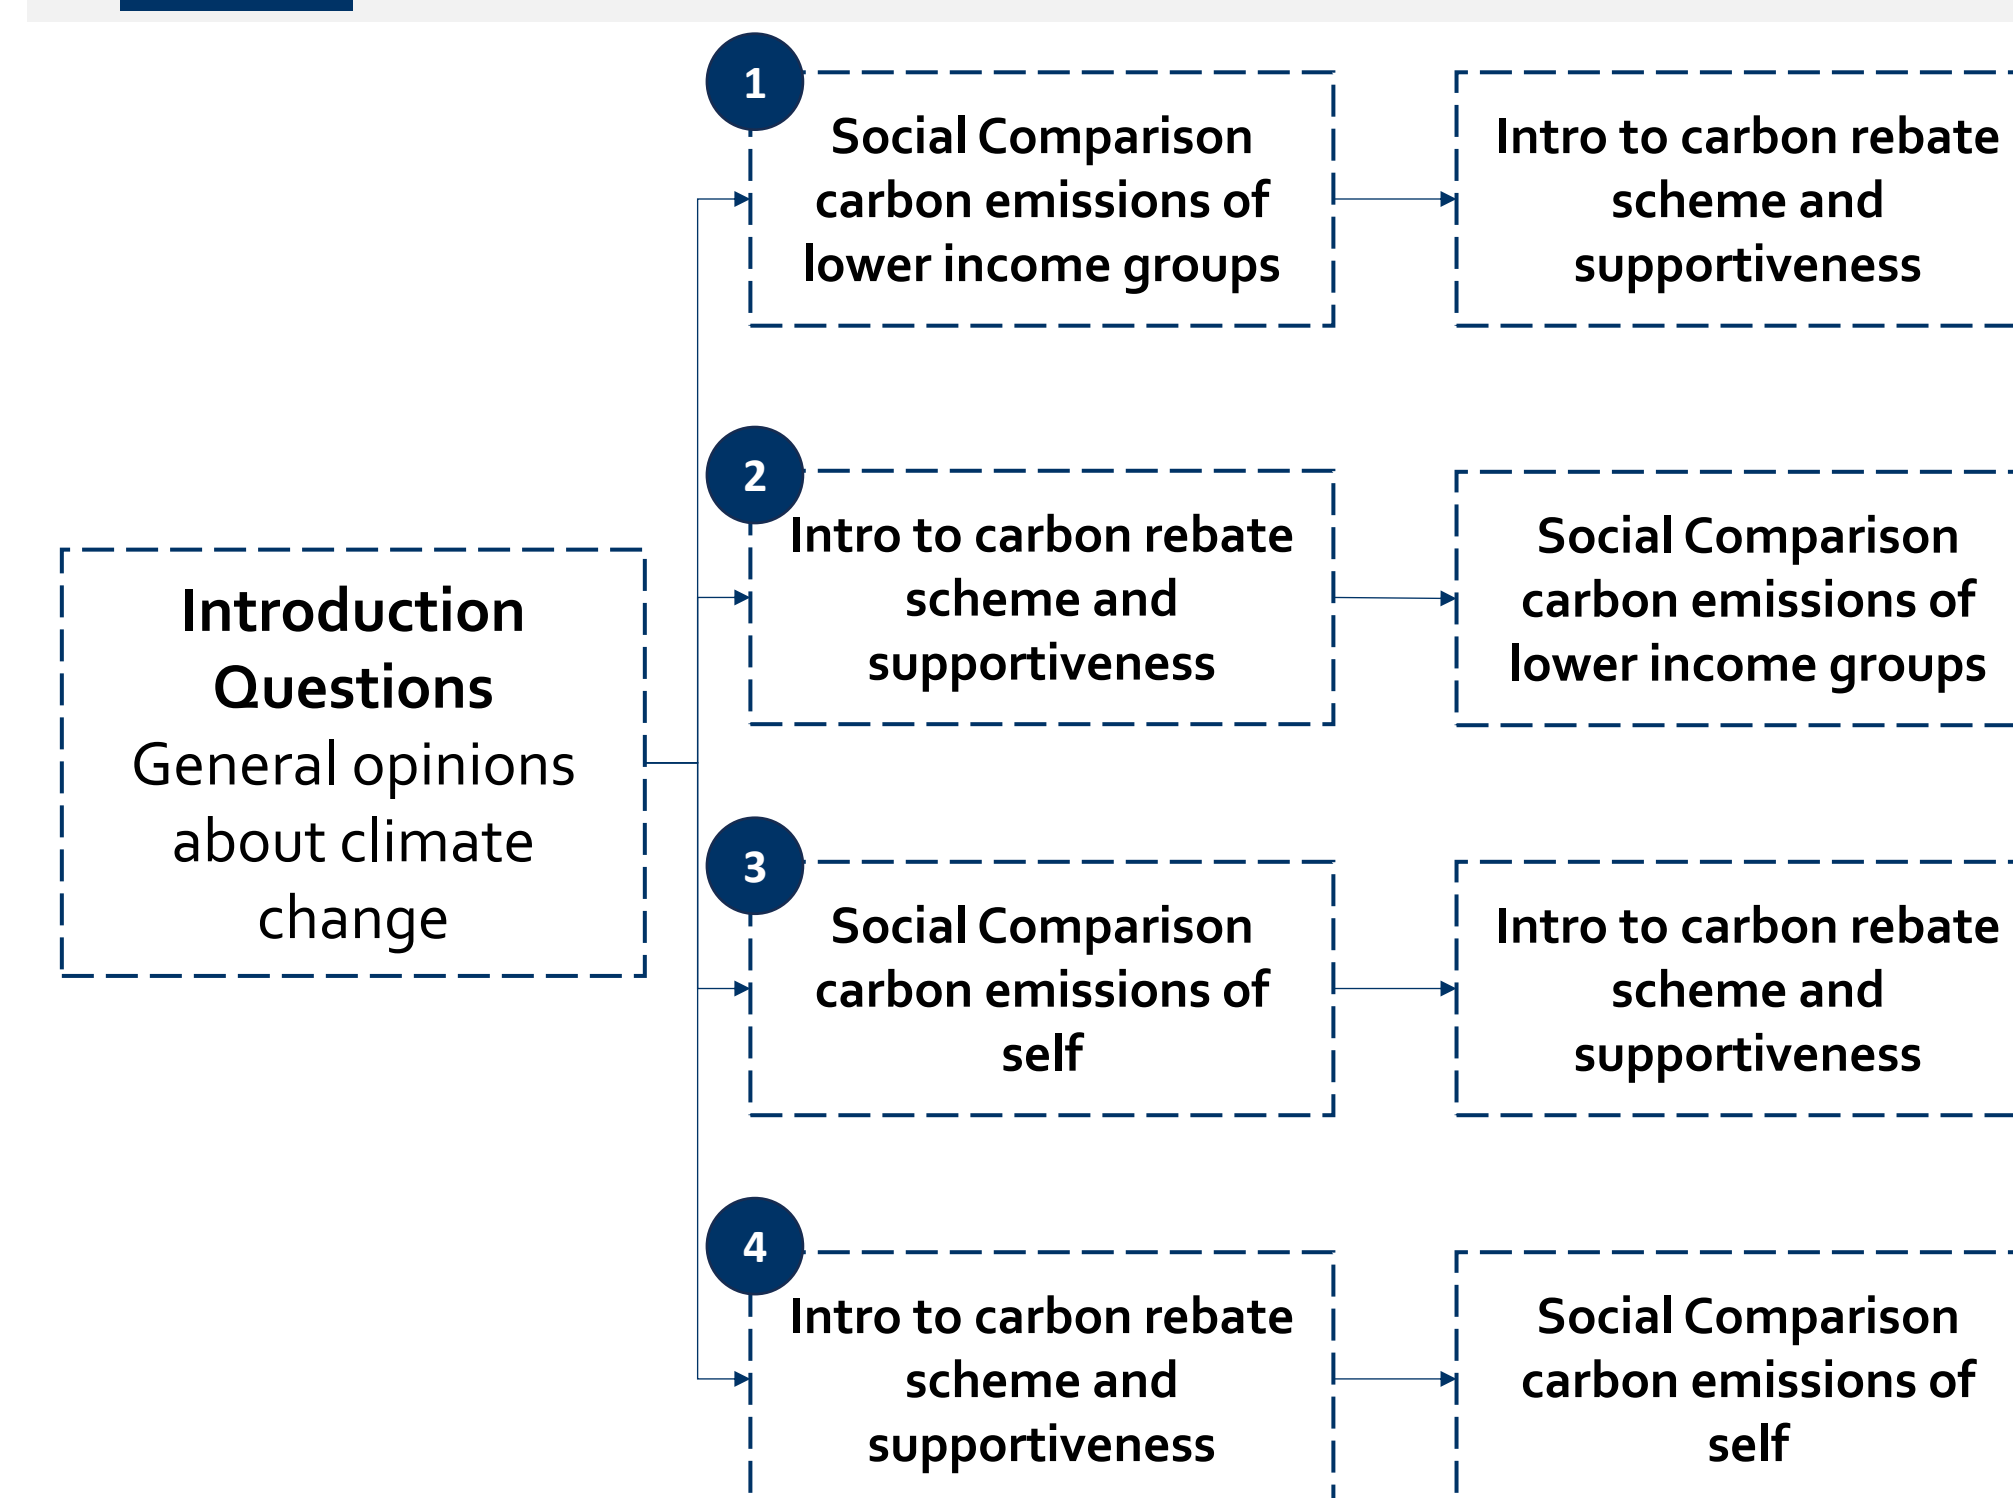 Introduction
Questions
General opinions
about climate
change
1
Social Comparison
carbon emissions of
lower income groups
Intro to carbon rebate
scheme and
supportiveness
2
Intro to carbon rebate
scheme and
supportiveness
Social Comparison
carbon emissions of
lower income groups
3
Social Comparison
carbon emissions of
self
Intro to carbon rebate
scheme and
supportiveness
4
Intro to carbon rebate
scheme and
supportiveness
Social Comparison
carbon emissions of
self